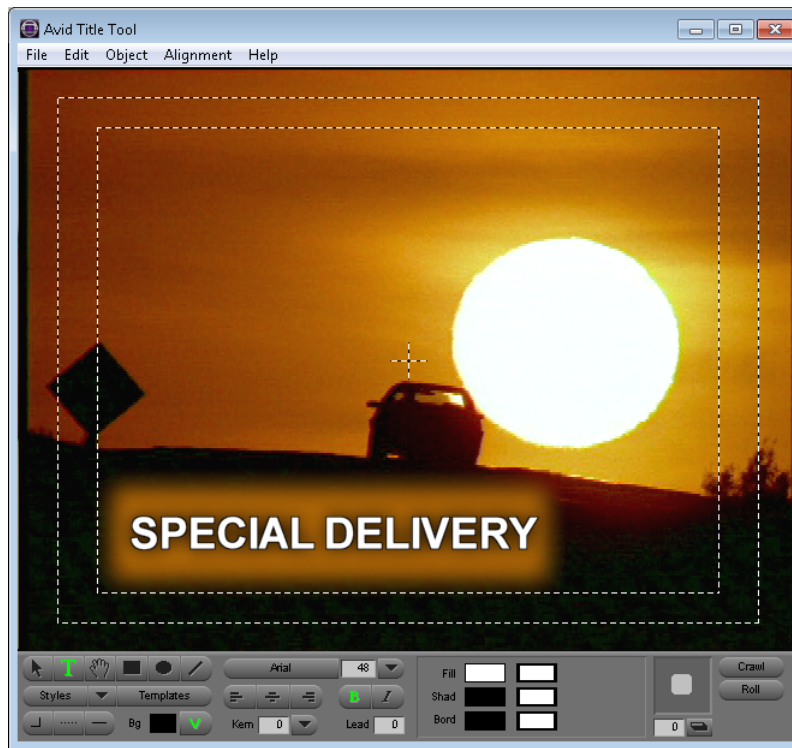 Avid Title Tool
File Edit Object Alignment Help
SPECIAL DELIVERY
T Arial 48 Fill Crawl
Styles Templates B I Shad Roll
Bg V Kern 0 Lead 0 Bord 0